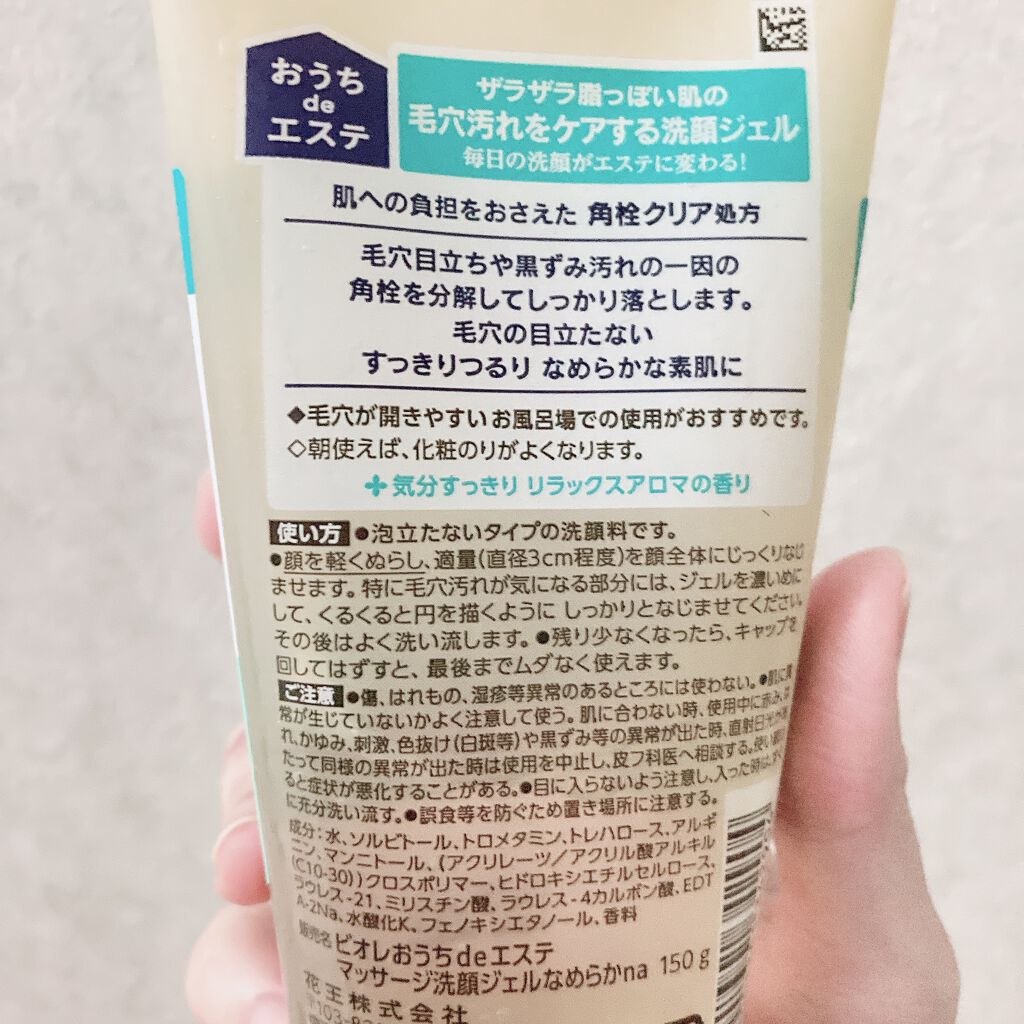 おうち
de
エステ
ザラザラ脂っぽい肌の
毛穴汚れをケアする洗顔ジェル
毎日の洗顔がエステに変わる!
肌への負担をおさえた 角栓クリア処方
毛穴目立ちや黒ずみ汚れの一因の
角栓を分解してしっかり落とします。
毛穴の目立たない
すっきりつるり なめらかな素肌に
◆毛穴が開きやすいお風呂場での使用がおすすめです。
◇朝使えば、化粧のりがよくなります。
+気分すっきり リラックスアロマの香り
使い方 ●泡立たないタイプの洗顔料です。
●顔を軽くぬらし、適量(直径3cm程度)を顔全体にじっくりなじ
ませます。特に毛穴汚れが気になる部分には、ジェルを濃いめに
して、くるくると円を描くように しっかりとなじませてください。
その後はよく洗い流します。●残り少なくなったら、キャップを
回してはずすと、最後までムダなく使えます。
ご注意 ●傷、はれもの、湿疹等異常のあるところには使わない。●肌に異
常が生じていないかよく注意して使う。肌に合わない時、使用中に赤み、は
れ、かゆみ、刺激、色抜け(白斑等)や黒ずみ等の異常が出た時、直射日光があ
たって同様の異常が出た時は使用を中止し、皮フ科医へ相談する。使い続け
ると症状が悪化することがある。●目に入らないよう注意し、入った時は、すぐ
に充分洗い流す。●誤食等を防ぐため置き場所に注意する。
成分：水、ソルビトール、トロメタミン、トレハロース、アルギ
ニン、マンニトール、(アクリレーツ／アクリル酸アルキル
(C10-30))クロスポリマー、ヒドロキシエチルセルロース、
ラウレス-21、ミリスチン酸、ラウレス-4カルボン酸、EDT
A-2Na、水酸化K、フェノキシエタノール、香料
販売名 ビオレおうちdeエステ
マッサージ洗顔ジェルなめらかna 150g
花王株式会社
〒103-82